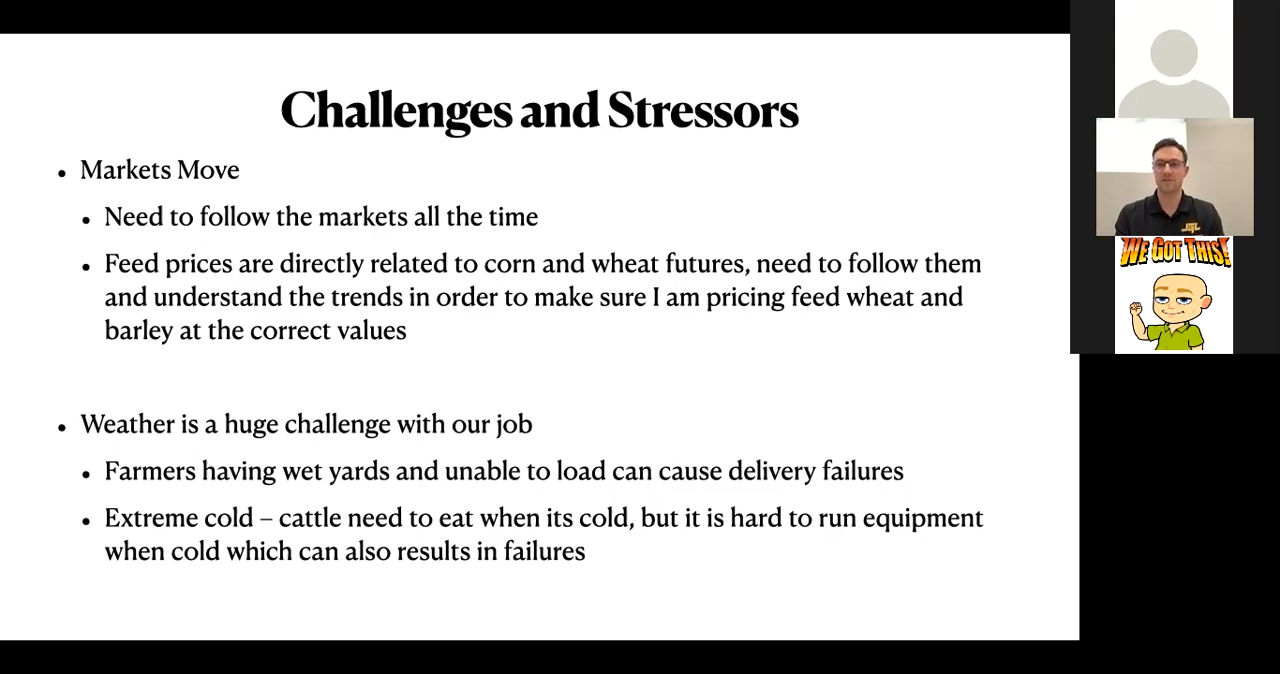 Challenges and Stressors
• Markets Move
• Need to follow the markets all the time
• Feed prices are directly related to corn and wheat futures, need to follow them
and understand the trends in order to make sure I am pricing feed wheat and
barley at the correct values
• Weather is a huge challenge with our job
• Farmers having wet yards and unable to load can cause delivery failures
• Extreme cold – cattle need to eat when its cold, but it is hard to run equipment
when cold which can also results in failures
WE GOT THIS!